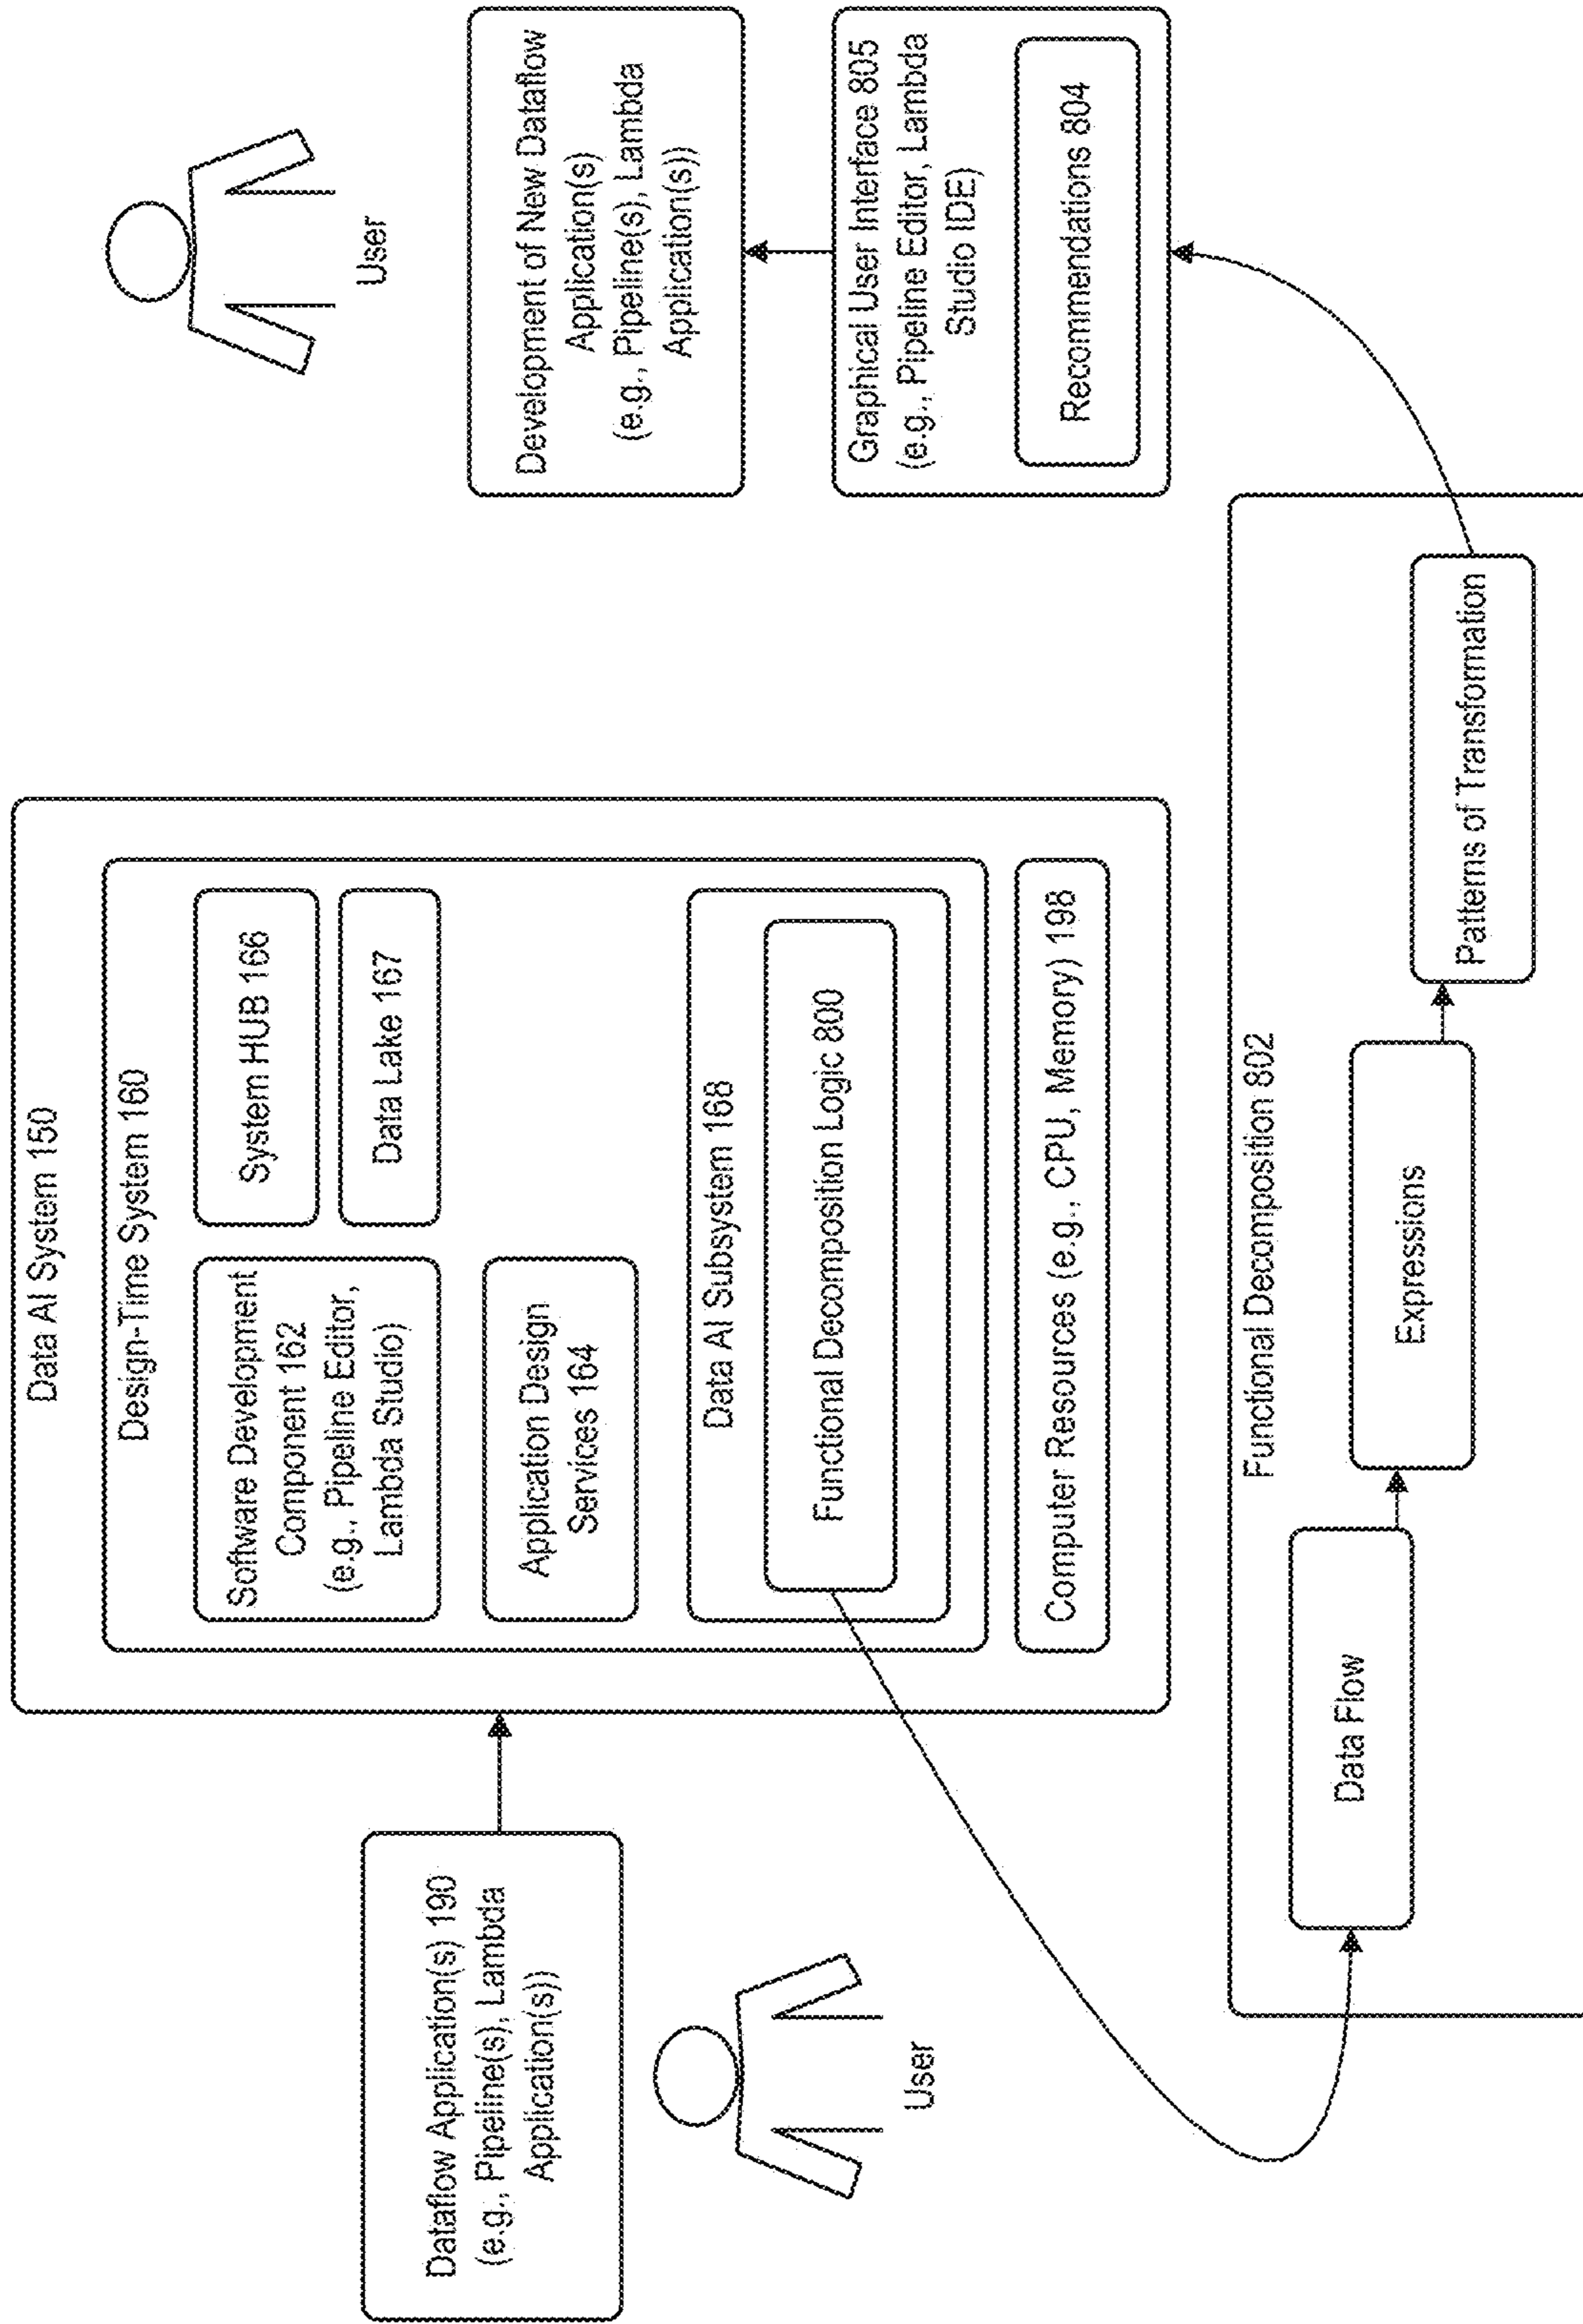 Dataflow Application(s) 190
(e.g., Pipeline(s), Lambda
Application(s))
User
Data AI System 150
Design-Time System 160
Software Development
Component 162
(e.g., Pipeline Editor,
Lambda Studio)
System HUB 166
Data Lake 167
Application Design
Services 164
Data AI Subsystem 168
Functional Decomposition Logic 800
Computer Resources (e.g., CPU, Memory) 198
User
Development of New Dataflow
Application(s)
(e.g., Pipeline(s), Lambda
Application(s))
Graphical User Interface 805
(e.g., Pipeline Editor, Lambda
Studio IDE)
Recommendations 804
Functional Decomposition 802
Data Flow
Expressions
Patterns of Transformation